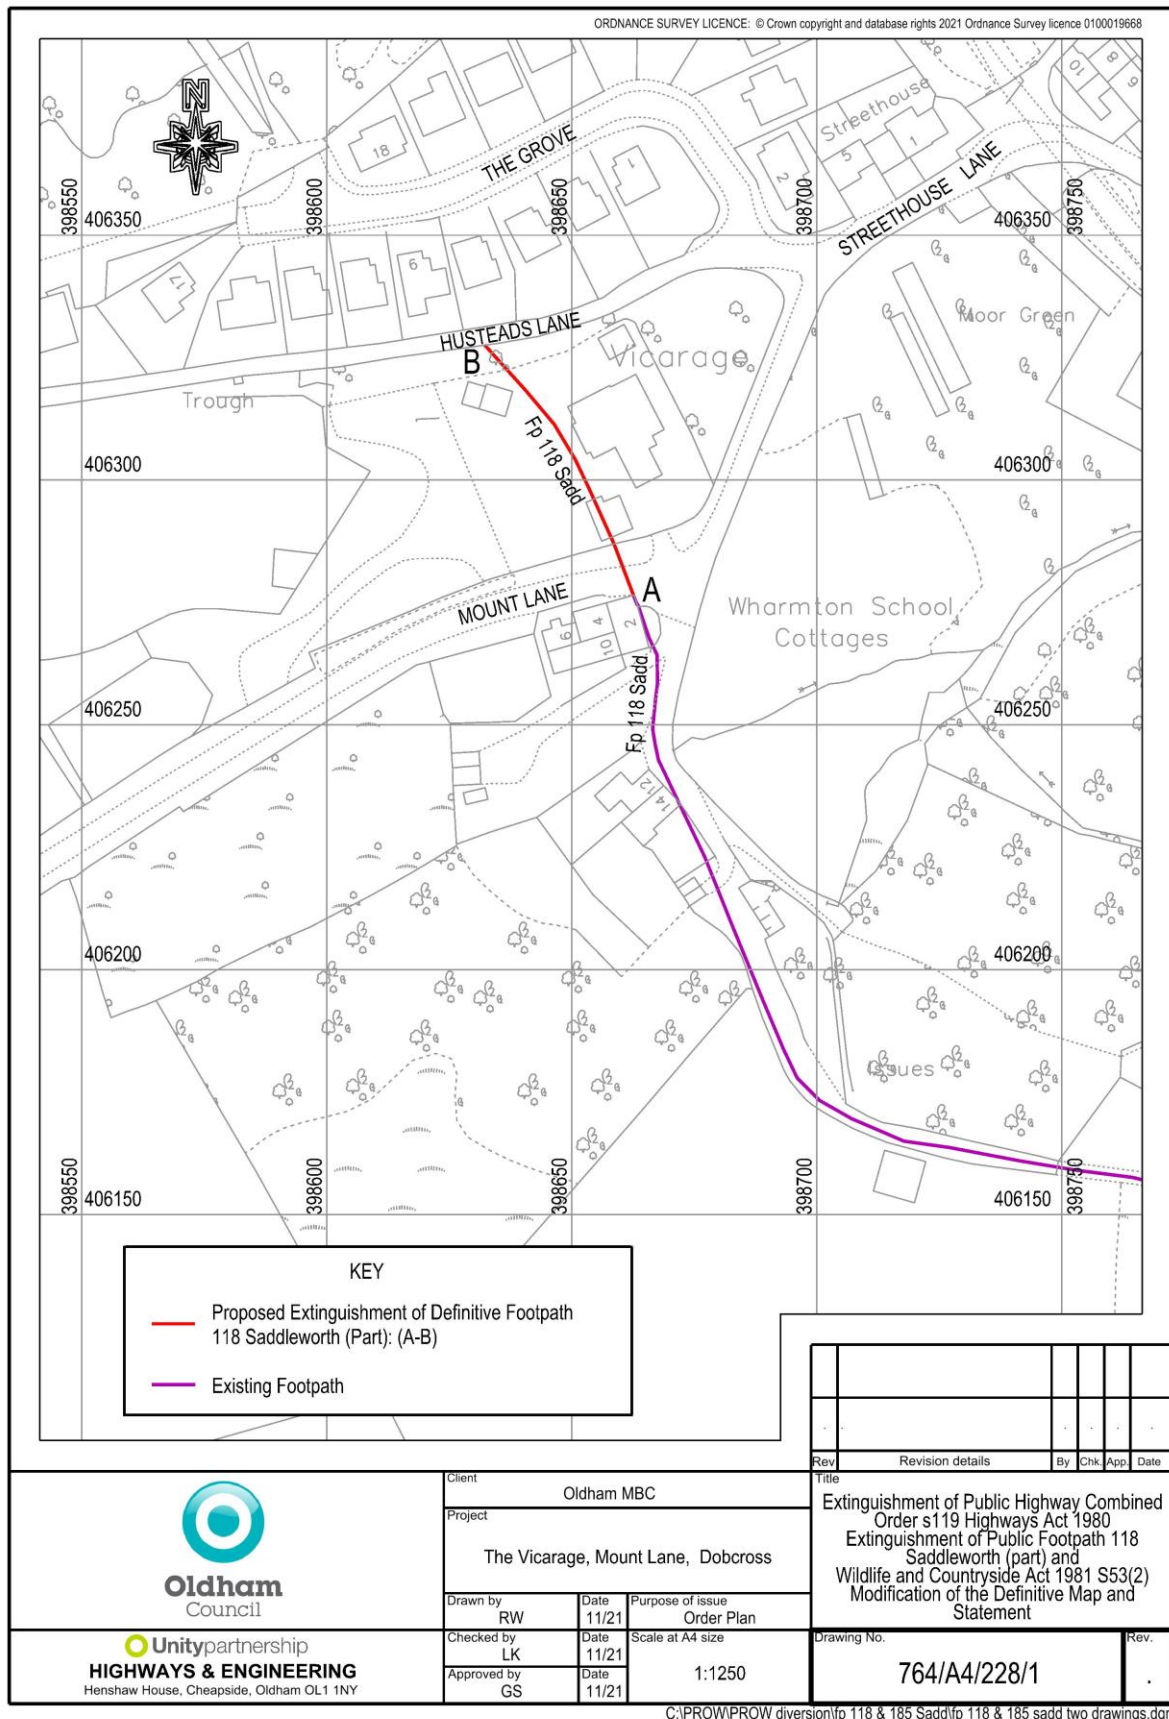 ORDNANCE SURVEY LICENCE: © Crown copyright and database rights 2021 Ordnance Survey licence 0100019668
N
18
THE GROVE
1
2
Streethouse
5
1
10
8
6
STREETHOUSE LANE
398550
398600
398650
398700
398750
406350
406350
17
9
HUSTEADS LANE
B
Vicarage
Moor Green
Trough
Fp 118 Sadd
406300
406300
A
MOUNT LANE
Wharmton School
Cottages
6
4
2
10
Fp 118 Sadd
406250
406250
14
12
406200
406200
Issues
398550
398600
398650
398700
398750
406150
406150
KEY
Proposed Extinguishment of Definitive Footpath
118 Saddleworth (Part): (A-B)
Existing Footpath
Rev
Revision details
By
Chk.
App.
Date
Oldham
Council
Unitypartnership
HIGHWAYS & ENGINEERING
Henshaw House, Cheapside, Oldham OL1 1NY
Client
Oldham MBC
Project
The Vicarage, Mount Lane, Dobcross
Drawn by
RW
Date
11/21
Purpose of issue
Order Plan
Checked by
LK
Date
11/21
Scale at A4 size
1:1250
Approved by
GS
Date
11/21
Title
Extinguishment of Public Highway Combined
Order s119 Highways Act 1980
Extinguishment of Public Footpath 118
Saddleworth (part) and
Wildlife and Countryside Act 1981 S53(2)
Modification of the Definitive Map and
Statement
Drawing No.
764/A4/228/1
Rev.
.
C:\PROW\PROW diversion\fp 118 & 185 Sadd\fp 118 & 185 sadd two drawings.dgn